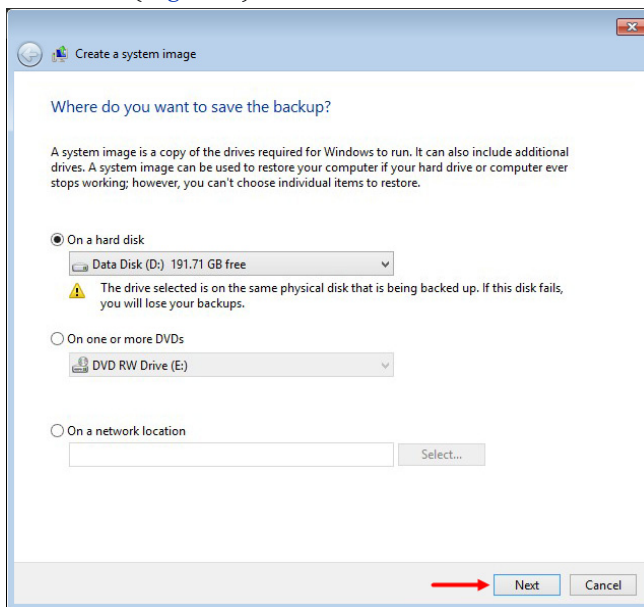 Create a system image
Where do you want to save the backup?
A system image is a copy of the drives required for Windows to run. It can also include additional
drives. A system image can be used to restore your computer if your hard drive or computer ever
stops working; however, you can't choose individual items to restore.
On a hard disk
Data Disk (D:) 191.71 GB free
The drive selected is on the same physical disk that is being backed up. If this disk fails,
you will lose your backups.
On one or more DVDs
DVD RW Drive (E:)
On a network location
Select...
Next Cancel